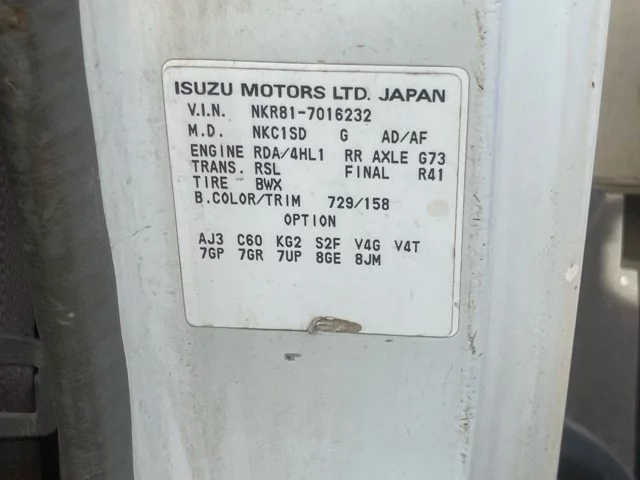 ISUZU MOTORS LTD. JAPAN
V.I.N. NKR81-7016232
M.D. NKC1SD G AD/AF
ENGINE RDA/4HL1 RR AXLE G73
TRANS. RSL FINAL R41
TIRE BWX
B.COLOR/TRIM 729/158
OPTION
AJ3 C60 KG2 S2F V4G V4T
7GP 7GR 7UP 8GE 8JM